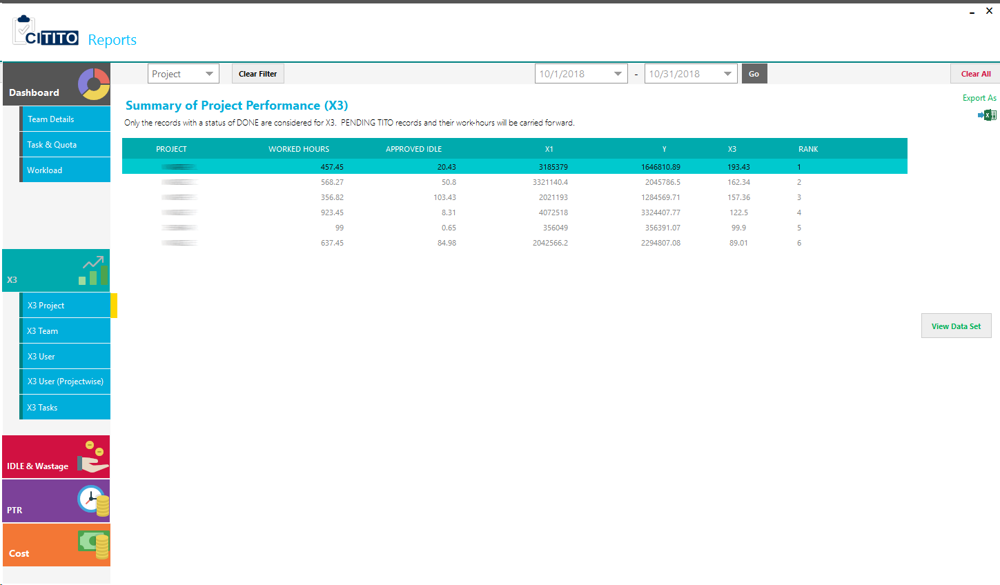 CITITO Reports
Project Clear Filter 10/1/2018 - 10/31/2018 Go Clear All
Dashboard
Team Details
Task & Quota
Workload
X3
X3 Project
X3 Team
X3 User
X3 User (Projectwise)
X3 Tasks
IDLE & Wastage
PTR
Cost
Export As
Summary of Project Performance (X3)
Only the records with a status of DONE are considered for X3. PENDING TITO records and their work-hours will be carried forward.
PROJECT WORKED HOURS APPROVED IDLE X1 Y X3 RANK
457.45 20.43 3185379 1646810.89 193.43 1
568.27 50.8 3321140.4 2045786.5 162.34 2
356.82 103.43 2021193 1284569.71 157.36 3
923.45 8.31 4072518 3324407.77 122.5 4
99 0.65 356049 356391.07 99.9 5
637.45 84.98 2042566.2 2294807.08 89.01 6
View Data Set